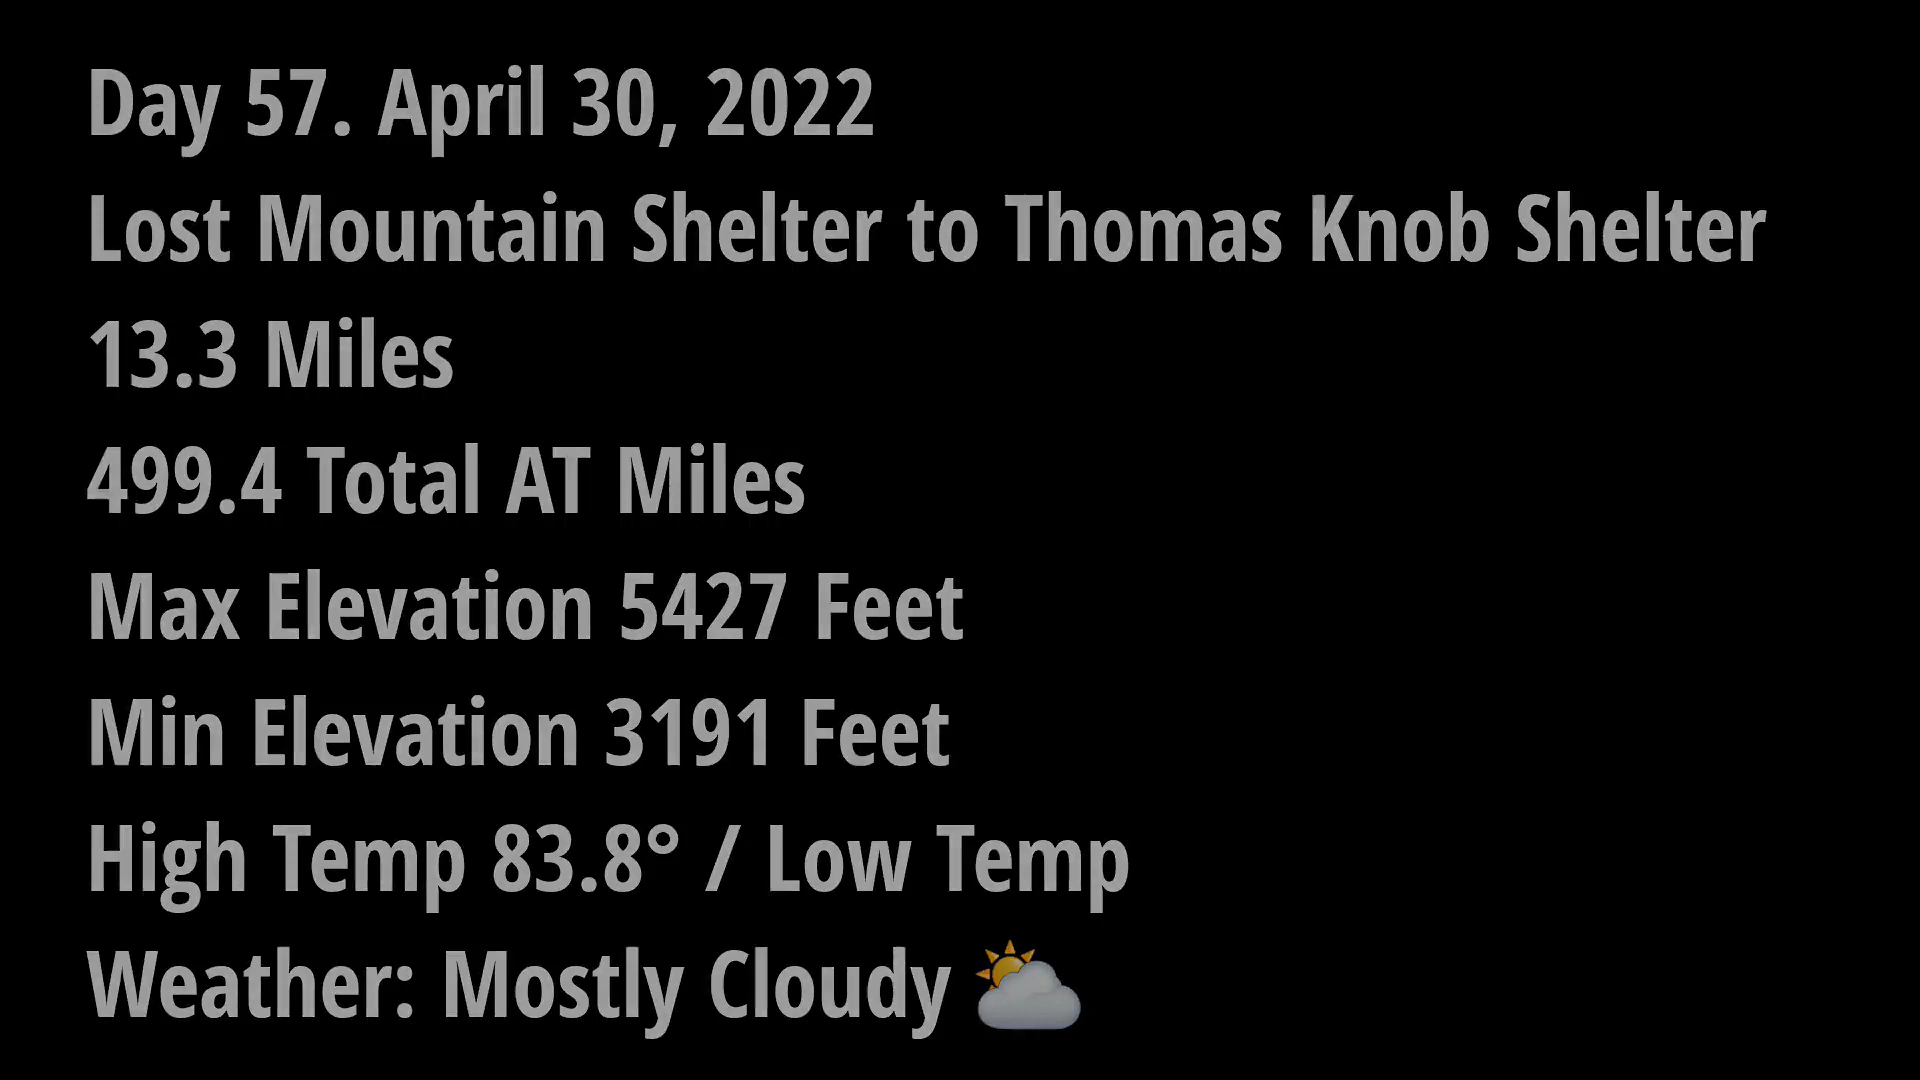 Day 57. April 30, 2022
Lost Mountain Shelter to Thomas Knob Shelter
13.3 Miles
499.4 Total AT Miles
Max Elevation 5427 Feet
Min Elevation 3191 Feet
High Temp 83.8° / Low Temp
Weather: Mostly Cloudy 🌥️